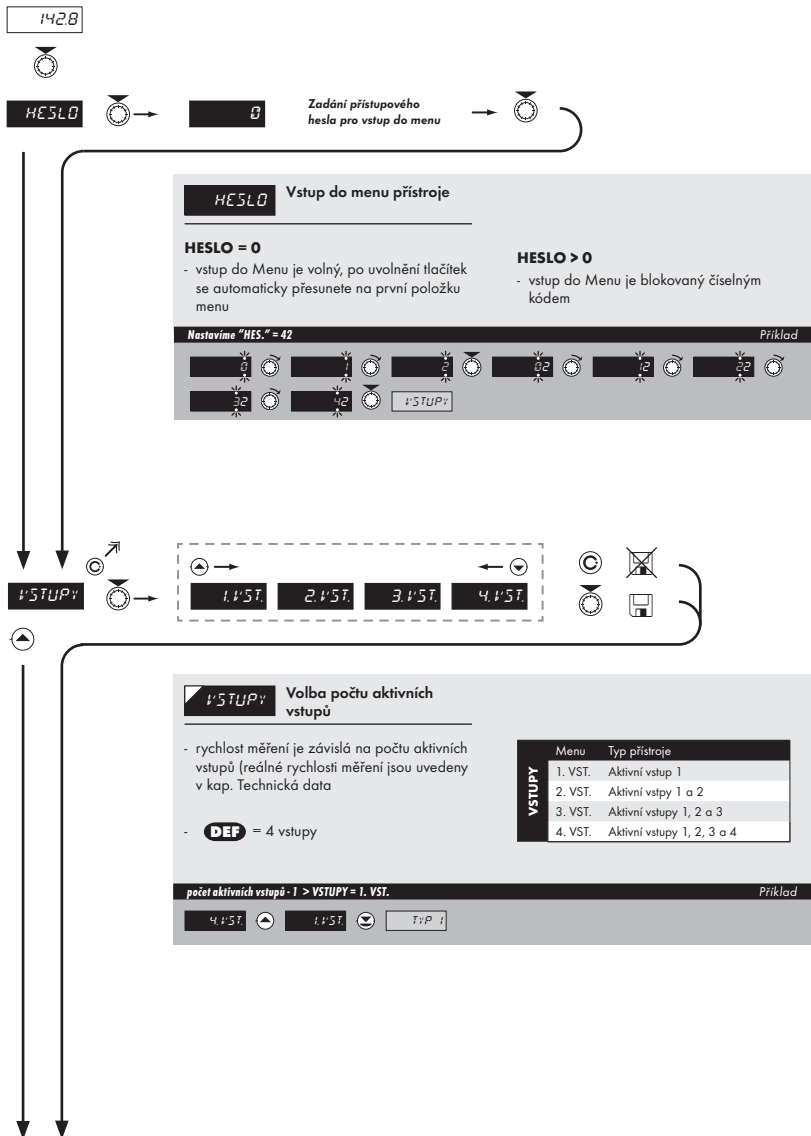 142.8
HESLO
0
Zadání přístupového
hesla pro vstup do menu
HESLO
Vstup do menu přístroje
HESLO = 0
- vstup do Menu je volný, po uvolnění tlačítek
se automaticky přesunete na první položku
menu
HESLO > 0
- vstup do Menu je blokovaný číselným
kódem
Nastavíme "HES." = 42
Příklad
0 1 2 02 12 22
32 42 VSTUPY
VSTUPY
1. VST. 2. VST. 3. VST. 4. VST.
VSTUPY
Volba počtu aktivních
vstupů
- rychlost měření je závislá na počtu aktivních
vstupů (reálné rychlosti měření jsou uvedeny
v kap. Technická data
- DEF = 4 vstupy
VSTUPY
Menu Typ přístroje
1. VST. Aktivní vstup 1
2. VST. Aktivní vstpy 1 a 2
3. VST. Aktivní vstupy 1, 2 a 3
4. VST. Aktivní vstupy 1, 2, 3 a 4
počet aktivních vstupů - 1 > VSTUPY = 1. VST.
Příklad
4. VST. 1. VST. TYP 1